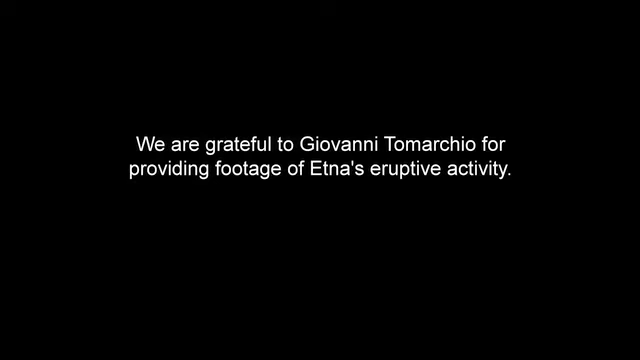 We are grateful to Giovanni Tomarchio for
providing footage of Etna's eruptive activity.